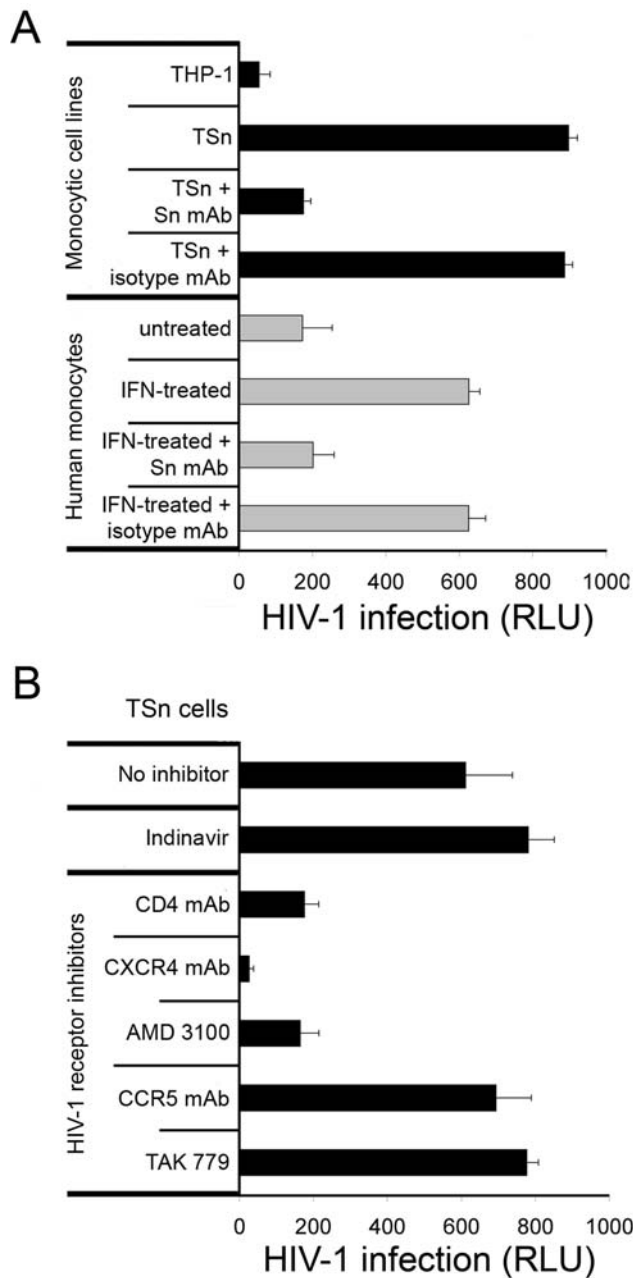 A
Monocytic cell lines
THP-1
TSn
TSn +
Sn mAb
TSn +
isotype mAb
Human monocytes
untreated
IFN-treated
IFN-treated +
Sn mAb
IFN-treated +
isotype mAb
0 200 400 600 800 1000
HIV-1 infection (RLU)
B
TSn cells
No inhibitor
Indinavir
HIV-1 receptor inhibitors
CD4 mAb
CXCR4 mAb
AMD 3100
CCR5 mAb
TAK 779
0 200 400 600 800 1000
HIV-1 infection (RLU)